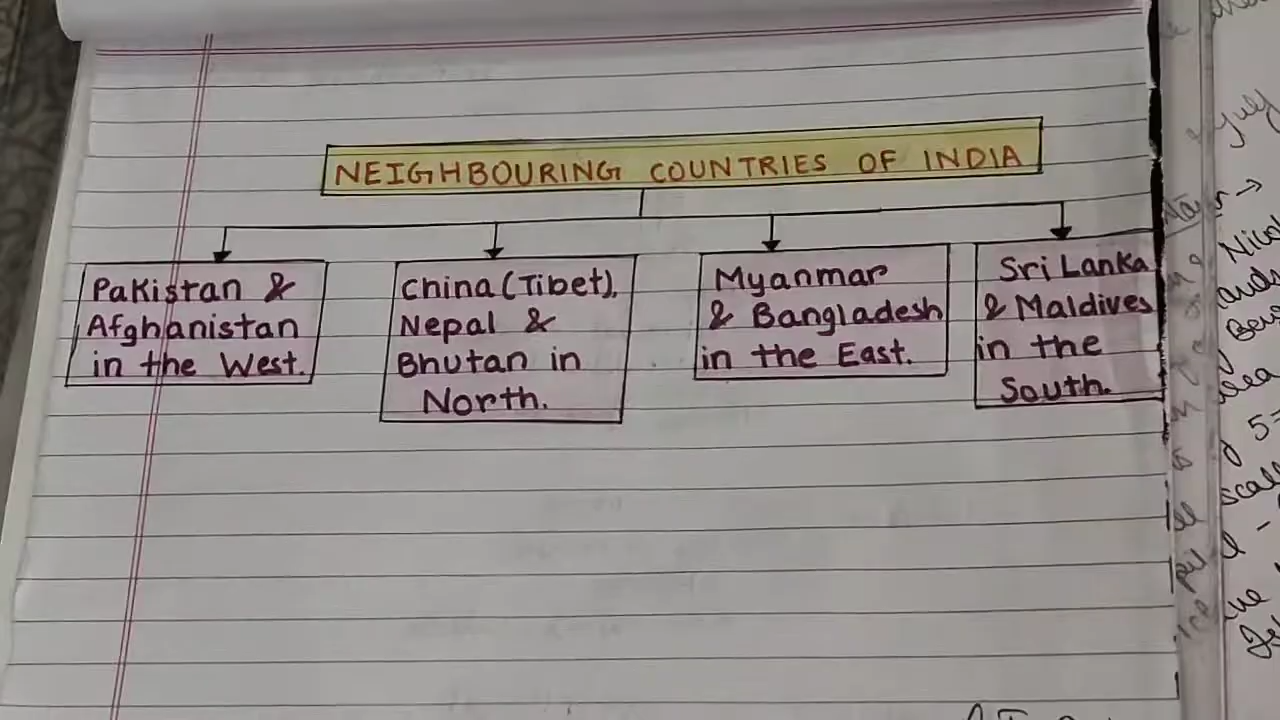 NEIGHBOURING COUNTRIES OF INDIA
Pakistan &
Afghanistan
in the West.
China (Tibet),
Nepal &
Bhutan in
North.
Myanmar
& Bangladesh
in the East.
Sri Lanka
& Maldives
in the
South.
July